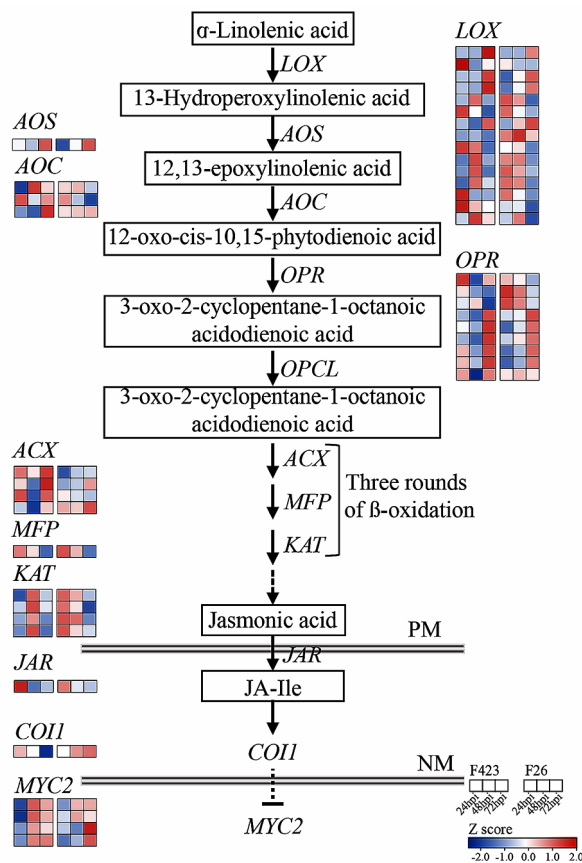 α-Linolenic acid
LOX
LOX
13-Hydroperoxylinolenic acid
AOS
AOS
AOC
12,13-epoxylinolenic acid
AOC
12-oxo-cis-10,15-phytodienoic acid
OPR
OPR
3-oxo-2-cyclopentane-1-octanoic
acidodienoic acid
OPCL
3-oxo-2-cyclopentane-1-octanoic
acidodienoic acid
ACX
ACX
Three rounds
of ß-oxidation
MFP
MFP
KAT
KAT
Jasmonic acid
PM
JAR
JAR
JA-Ile
COI1
COI1
NM
MYC2
MYC2
F423
F26
24hpi
48hpi
72hpi
24hpi
48hpi
72hpi
Z score
-2.0
-1.0
0.0
1.0
2.0